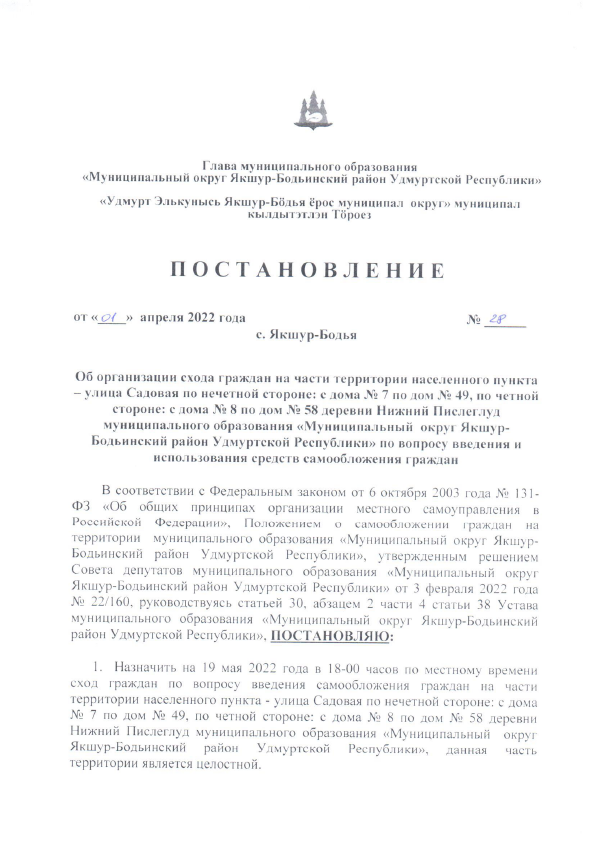 Глава муниципального образования
«Муниципальный округ Якшур-Бодьинский район Удмуртской Республики»
«Удмурт Элькунысь Якшур-Бӧдья ёрос муниципал округ» муниципал
кылдытэтлэн Тӧроез
П О С Т А Н О В Л Е Н И Е
от «01» апреля 2022 года № 28
с. Якшур-Бодья
Об организации схода граждан на части территории населенного пункта
– улица Садовая по нечетной стороне: с дома № 7 по дом № 49, по четной
стороне: с дома № 8 по дом № 58 деревни Нижний Пислеглуд
муниципального образования «Муниципальный округ Якшур-
Бодьинский район Удмуртской Республики» по вопросу введения и
использования средств самообложения граждан
В соответствии с Федеральным законом от 6 октября 2003 года № 131-
ФЗ «Об общих принципах организации местного самоуправления в
Российской Федерации», Положением о самообложении граждан на
территории муниципального образования «Муниципальный округ Якшур-
Бодьинский район Удмуртской Республики», утвержденным решением
Совета депутатов муниципального образования «Муниципальный округ
Якшур-Бодьинский район Удмуртской Республики» от 3 февраля 2022 года
№ 22/160, руководствуясь статьей 30, абзацем 2 части 4 статьи 38 Устава
муниципального образования «Муниципальный округ Якшур-Бодьинский
район Удмуртской Республики», ПОСТАНОВЛЯЮ:
1. Назначить на 19 мая 2022 года в 18-00 часов по местному времени
сход граждан по вопросу введения самообложения граждан на части
территории населенного пункта - улица Садовая по нечетной стороне: с дома
№ 7 по дом № 49, по четной стороне: с дома № 8 по дом № 58 деревни
Нижний Пислеглуд муниципального образования «Муниципальный округ
Якшур-Бодьинский район Удмуртской Республики», данная часть
территории является целостной.